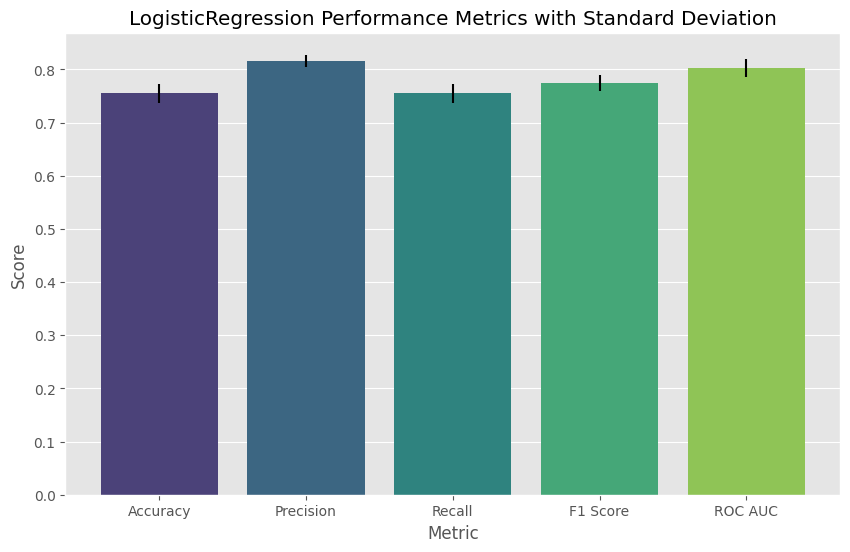 LogisticRegression Performance Metrics with Standard Deviation
0.8
0.7
0.6
0.5
0.4
0.3
0.2
0.1
0.0
Score
Accuracy Precision Recall F1 Score ROC AUC
Metric